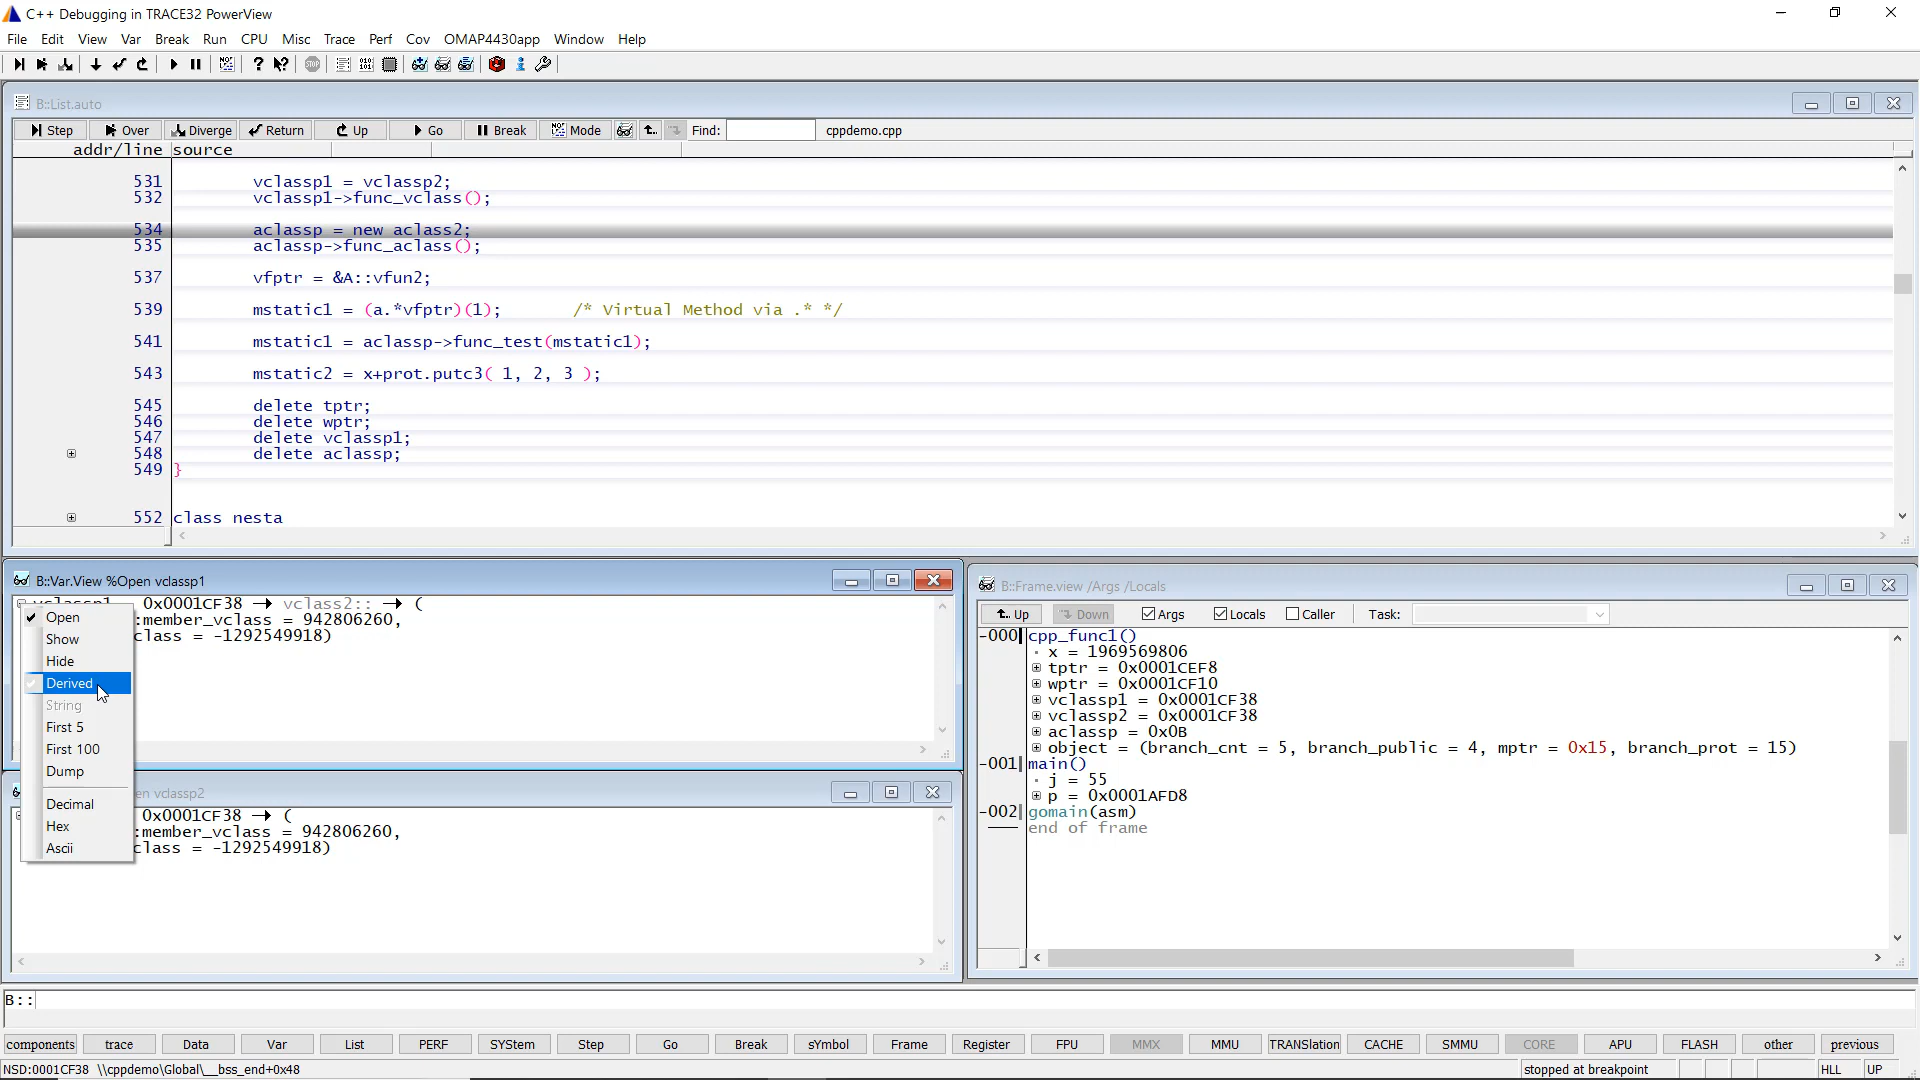 C++ Debugging in TRACE32 PowerView
File Edit View Var Break Run CPU Misc Trace Perf Cov OMAP4430app Window Help
B::List.auto
Step Over Diverge Return Up Go Break Mode Find: cppdemo.cpp
addr/line source
531 vclassp1 = vclassp2;
532 vclassp1->func_vclass();
534 aclassp = new aclass2;
535 aclassp->func_aclass();
537 vfptr = &A::vfun2;
539 mstatic1 = (a.*vfptr)(1); /* Virtual Method via .* */
541 mstatic1 = aclassp->func_test(mstatic1);
543 mstatic2 = x+prot.putc3( 1, 2, 3 );
545 delete tptr;
546 delete wptr;
547 delete vclassp1;
548 delete aclassp;
549 }
552 class nesta
B::Var.View %Open vclassp1
0x0001CF38 → vclass2:: → (
:member_vclass = 942806260,
class = -1292549918)
Open
Show
Hide
Derived
String
First 5
First 100
Dump
Decimal
Hex
Ascii
en vclassp2
0x0001CF38 → (
:member_vclass = 942806260,
class = -1292549918)
B::Frame.view /Args /Locals
Up Down Args Locals Caller Task:
-000 cpp_func1()
x = 1969569806
tptr = 0x0001CEF8
wptr = 0x0001CF10
vclassp1 = 0x0001CF38
vclassp2 = 0x0001CF38
aclassp = 0x0B
object = (branch_cnt = 5, branch_public = 4, mptr = 0x15, branch_prot = 15)
-001 main()
j = 55
p = 0x0001AFD8
-002 gomain(asm)
end of frame
B::
components trace Data Var List PERF SYStem Step Go Break sYmbol Frame Register FPU MMX MMU TRANSlation CACHE SMMU CORE APU FLASH other previous
NSD:0001CF38 \\cppdemo\Global\__bss_end+0x48 stopped at breakpoint HLL UP